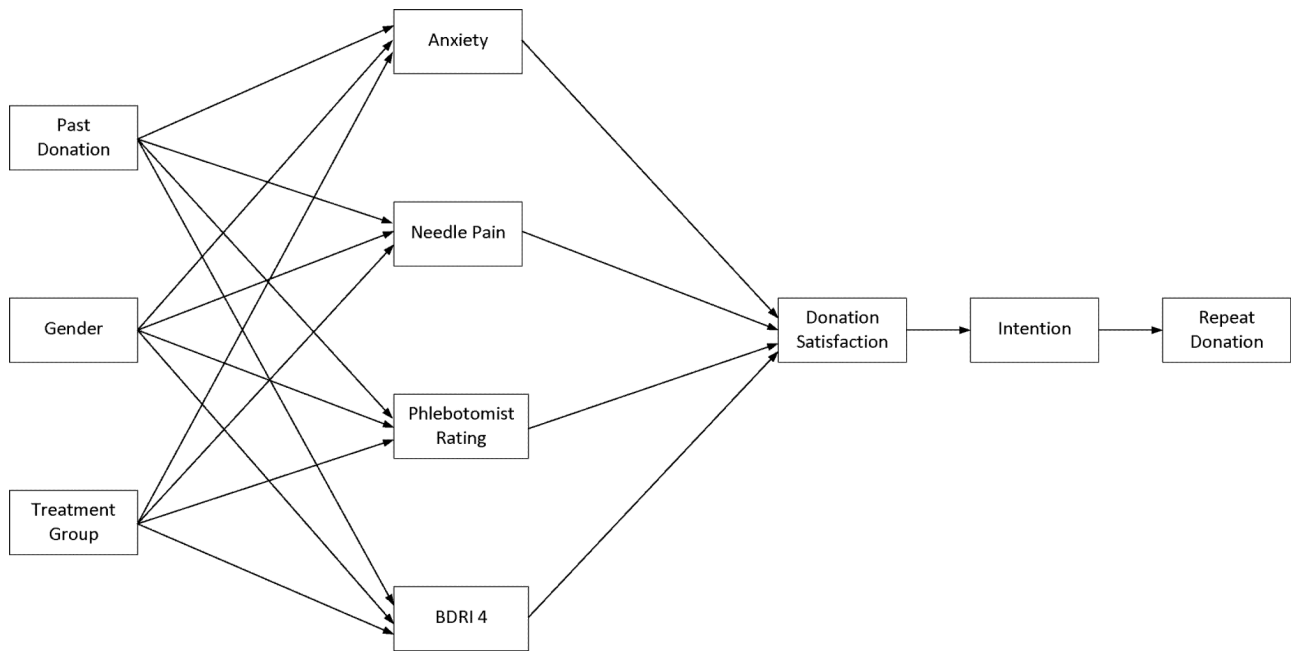 Past
Donation
Gender
Treatment
Group
Anxiety
Needle Pain
Phlebotomist
Rating
BDRI 4
Donation
Satisfaction
Intention
Repeat
Donation